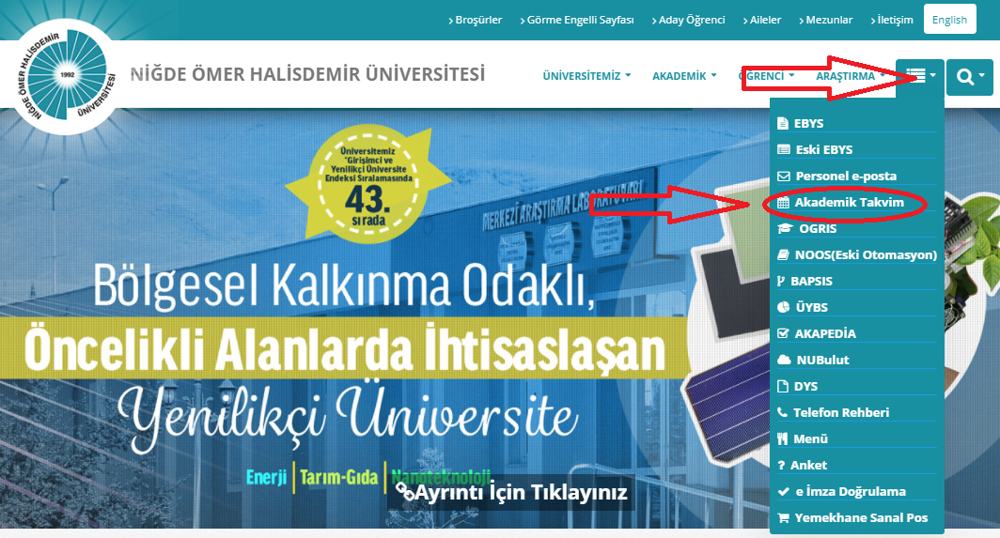 Broşürler
Görme Engelli Sayfası
Aday Öğrenci
Aileler
Mezunlar
İletişim
English
NİĞDE ÖMER HALİSDEMİR
1992
ÜNİVERSİTESİ
NİĞDE ÖMER HALİSDEMİR ÜNİVERSİTESİ
ÜNİVERSİTEMİZ
AKADEMİK
ÖĞRENCİ
ARAŞTIRMA
Üniversitemiz
"Girişimci ve
Yenilikçi Üniversite
Endeksi Sıralamasında
43.
sırada
MERKEZİ ARAŞTIRMA LABORATUVARI
Bölgesel Kalkınma Odaklı,
Öncelikli Alanlarda İhtisaslaşan
Yenilikçi Üniversite
Enerji | Tarım-Gıda | Nanoteknoloji
Ayrıntı İçin Tıklayınız
EBYS
Eski EBYS
Personel e-posta
Akademik Takvim
OGRIS
NOOS(Eski Otomasyon)
BAPSIS
ÜYBS
AKAPEDİA
NUBulut
DYS
Telefon Rehberi
Menü
Anket
e İmza Doğrulama
Yemekhane Sanal Pos